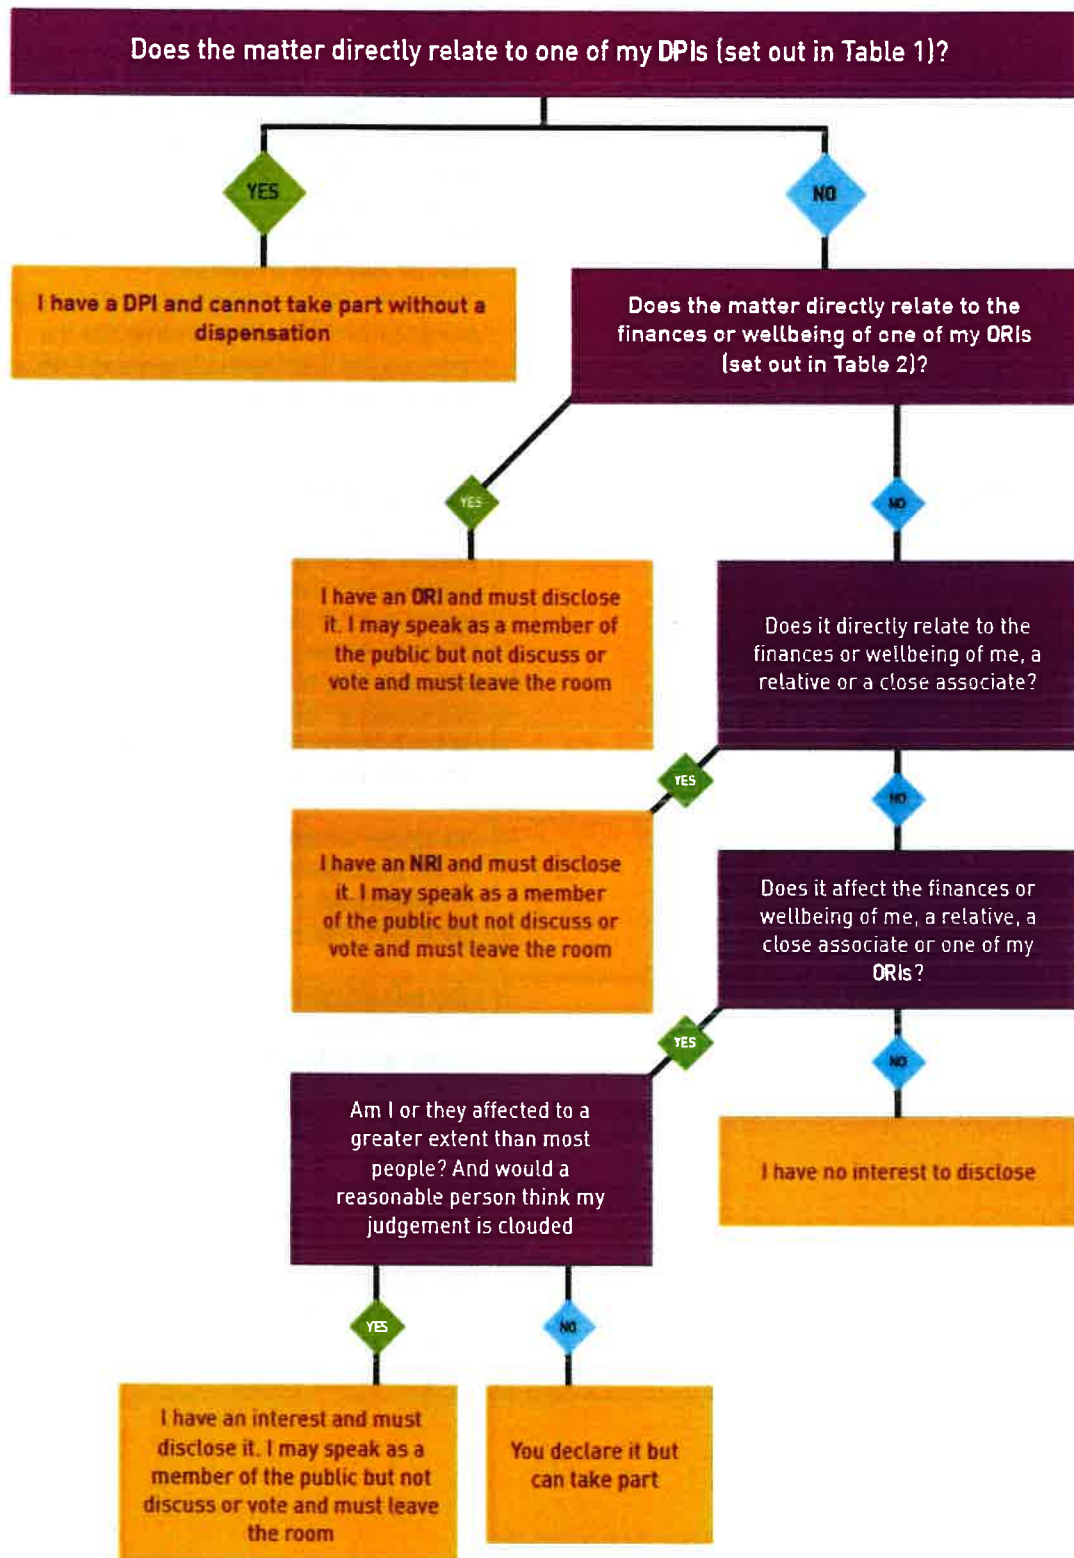 Does the matter directly relate to one of my DPIs (set out in Table 1)?
YES
NO
I have a DPI and cannot take part without a
dispensation
Does the matter directly relate to the
finances or wellbeing of one of my ORIs
(set out in Table 2)?
YES
NO
I have an ORI and must disclose
it. I may speak as a member of
the public but not discuss or
vote and must leave the room
Does it directly relate to the
finances or wellbeing of me, a
relative or a close associate?
YES
NO
I have an NRI and must disclose
it. I may speak as a member
of the public but not discuss or
vote and must leave the room
Does it affect the finances or
wellbeing of me, a relative, a
close associate or one of my
ORIs?
YES
NO
Am I or they affected to a
greater extent than most
people? And would a
reasonable person think my
judgement is clouded
I have no interest to disclose
YES
NO
I have an interest and must
disclose it. I may speak as a
member of the public but not
discuss or vote and must leave
the room
You declare it but
can take part